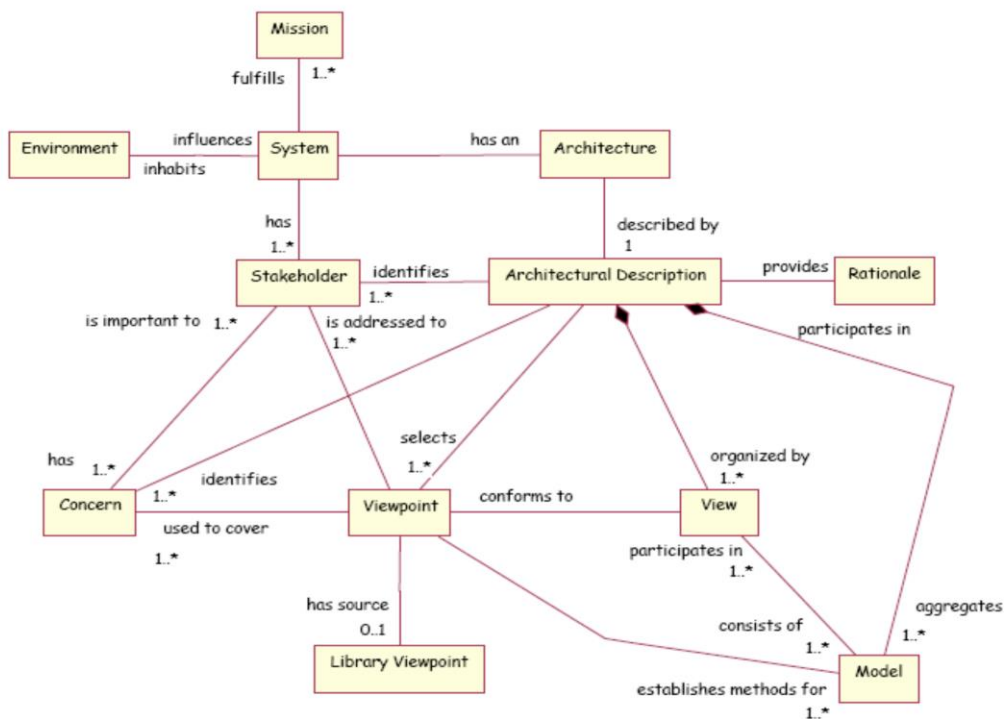 Mission
1..*
fulfills
Environment
influences
inhabits
System
has an
Architecture
has
1..*
described by
1
Stakeholder
identifies
1..*
Architectural Description
provides
Rationale
is important to
1..*
is addressed to
1..*
participates in
has
1..*
identifies
1..*
selects
1..*
organized by
1..*
Concern
used to cover
1..*
Viewpoint
conforms to
View
participates in
1..*
has source
0..1
consists of
1..*
aggregates
1..*
Library Viewpoint
Model
establishes methods for
1..*